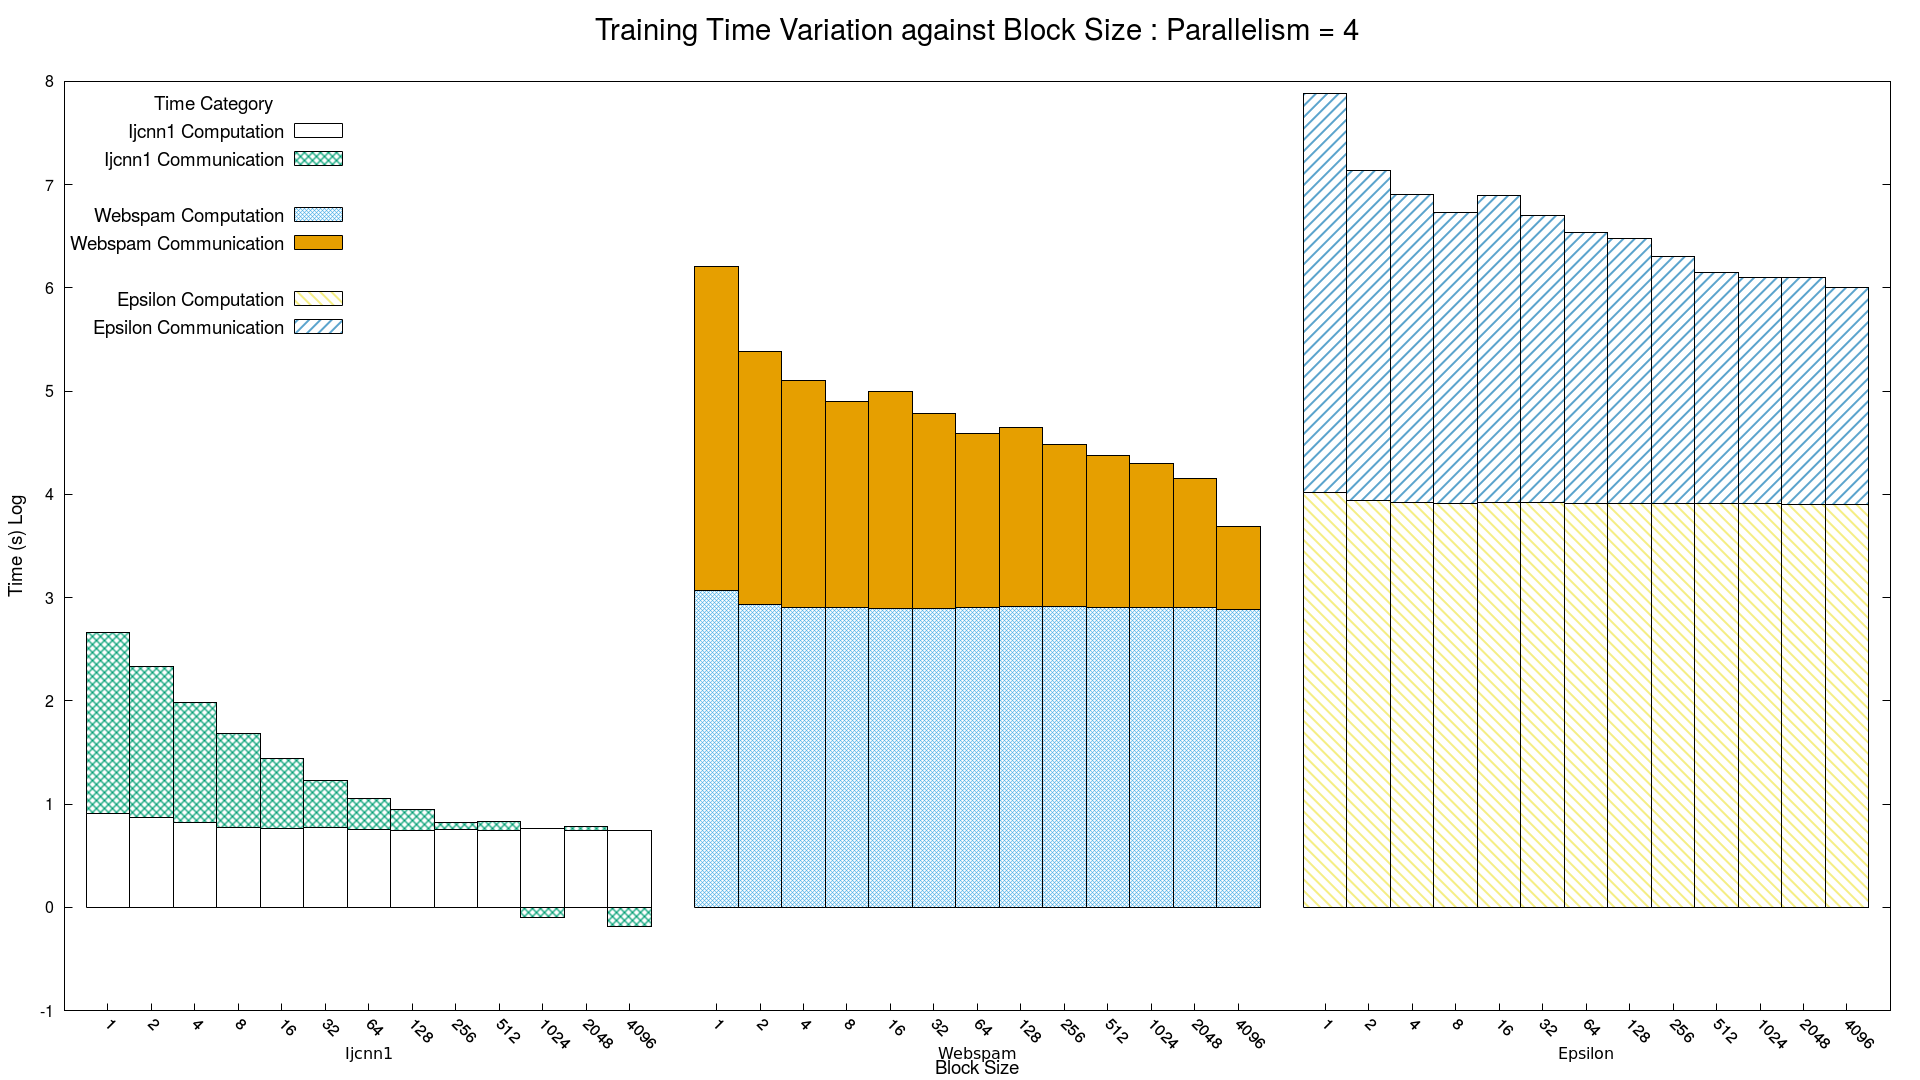 Training Time Variation against Block Size : Parallelism = 4
Time (s) Log
8
7
6
5
4
3
2
1
0
-1
Time Category
Ijcnn1 Computation
Ijcnn1 Communication
Webspam Computation
Webspam Communication
Epsilon Computation
Epsilon Communication
1 2 4 8 16 32 64 128 256 512 1024 2048 4096
Ijcnn1
1 2 4 8 16 32 64 128 256 512 1024 2048 4096
Webspam
1 2 4 8 16 32 64 128 256 512 1024 2048 4096
Epsilon
Block Size